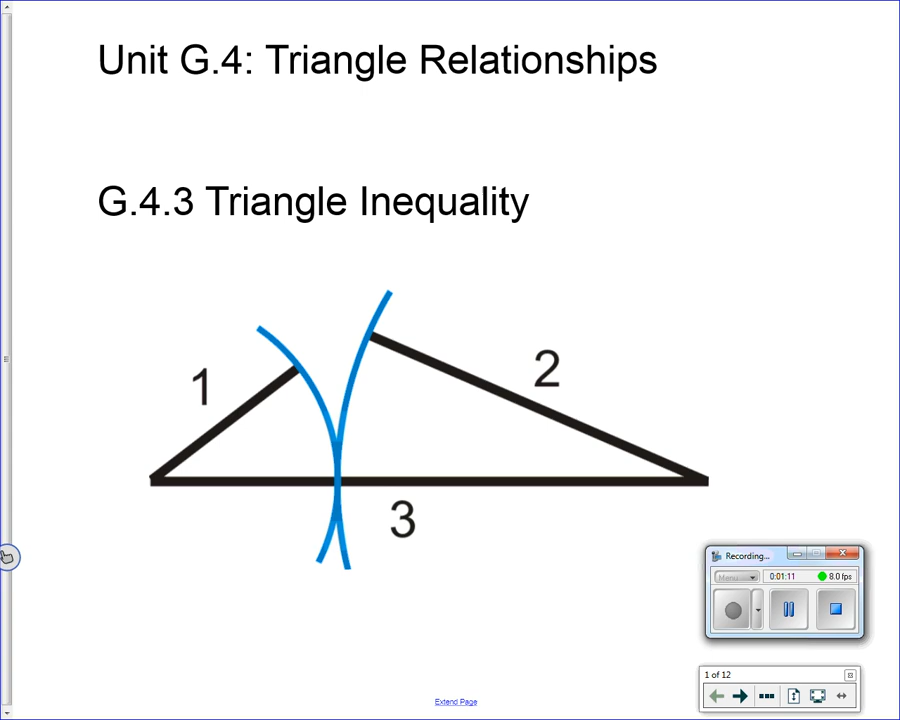 Unit G.4: Triangle Relationships
G.4.3 Triangle Inequality
1
2
3
Recording...
Menu
0:01:11
8.0 fps
1 of 12
Extend Page